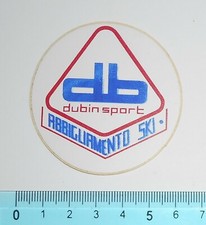 db
dubin sport
ABBIGLIAMENTO SKI
0 1 2 3 4 5 6 7